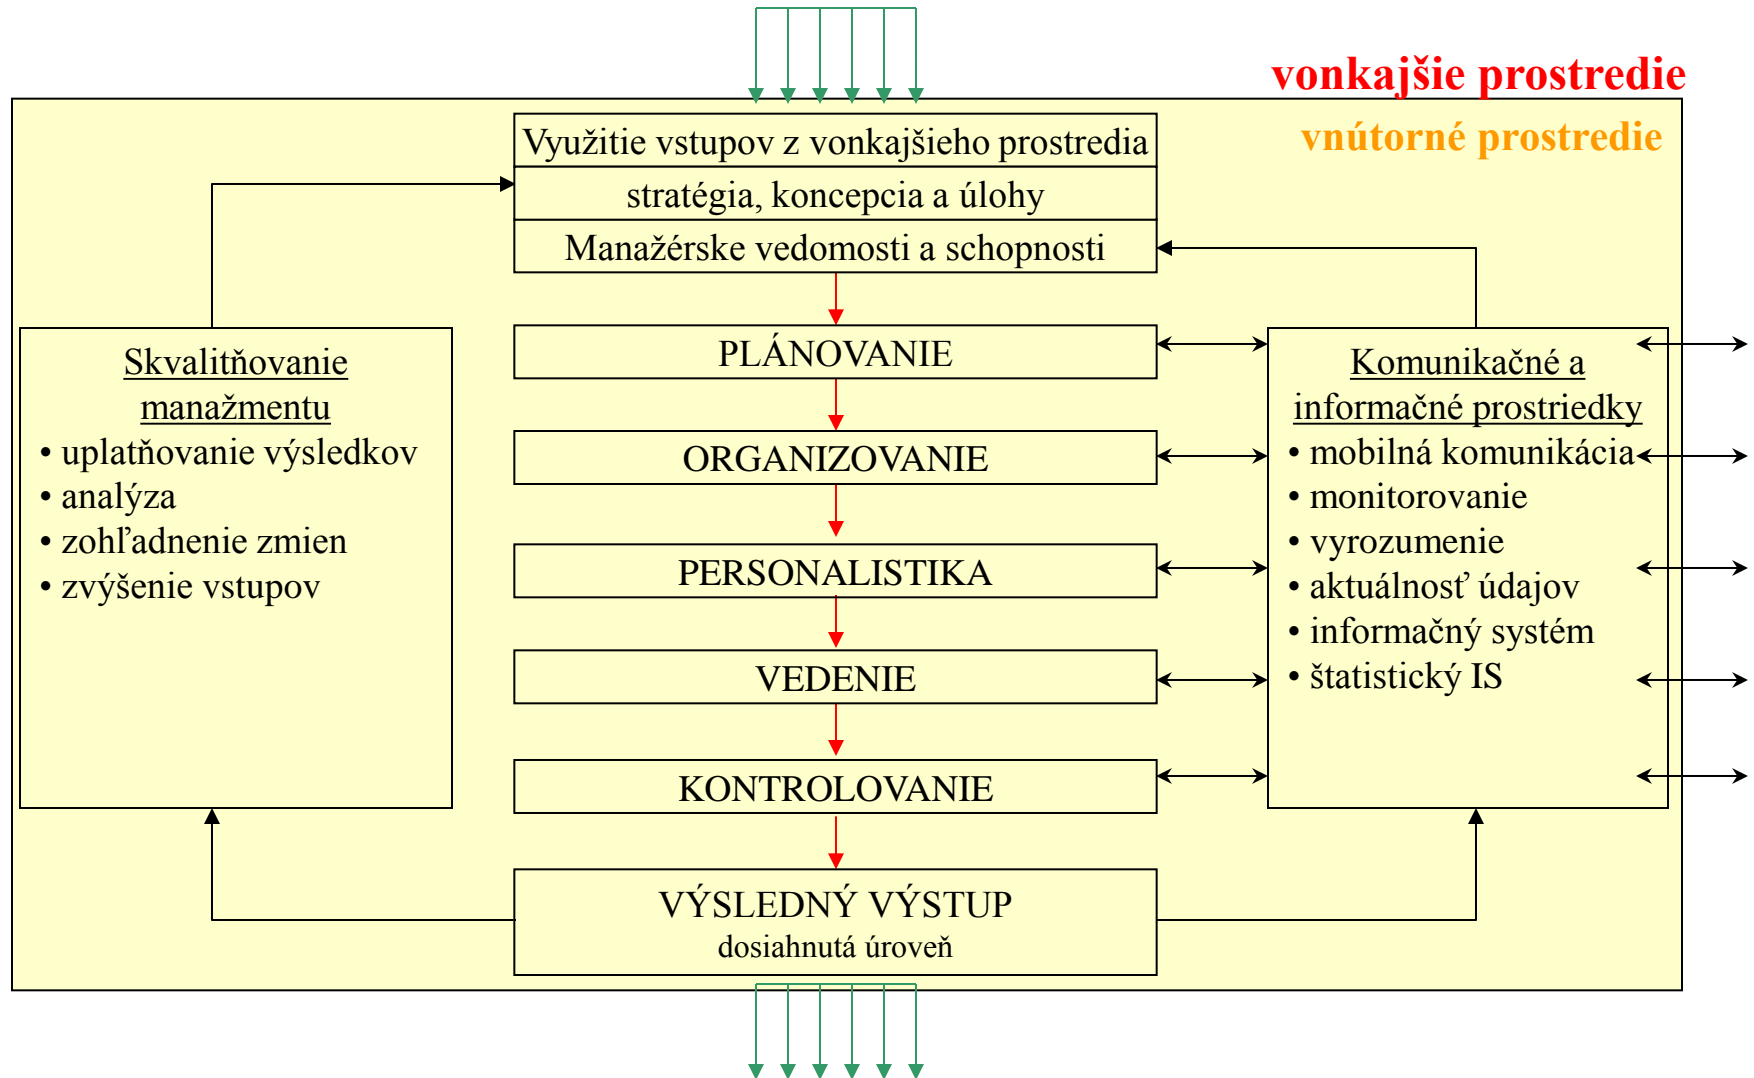 vonkajšie prostredie
vnútorné prostredie
Využitie vstupov z vonkajšieho prostredia
stratégia, koncepcia a úlohy
Manažérske vedomosti a schopnosti
Skvalitňovanie
manažmentu
• uplatňovanie výsledkov
• analýza
• zohľadnenie zmien
• zvýšenie vstupov
PLÁNOVANIE
ORGANIZOVANIE
PERSONALISTIKA
VEDENIE
KONTROLOVANIE
VÝSLEDNÝ VÝSTUP
dosiahnutá úroveň
Komunikačné a
informačné prostriedky
• mobilná komunikácia
• monitorovanie
• vyrozumenie
• aktuálnosť údajov
• informačný systém
• štatistický IS